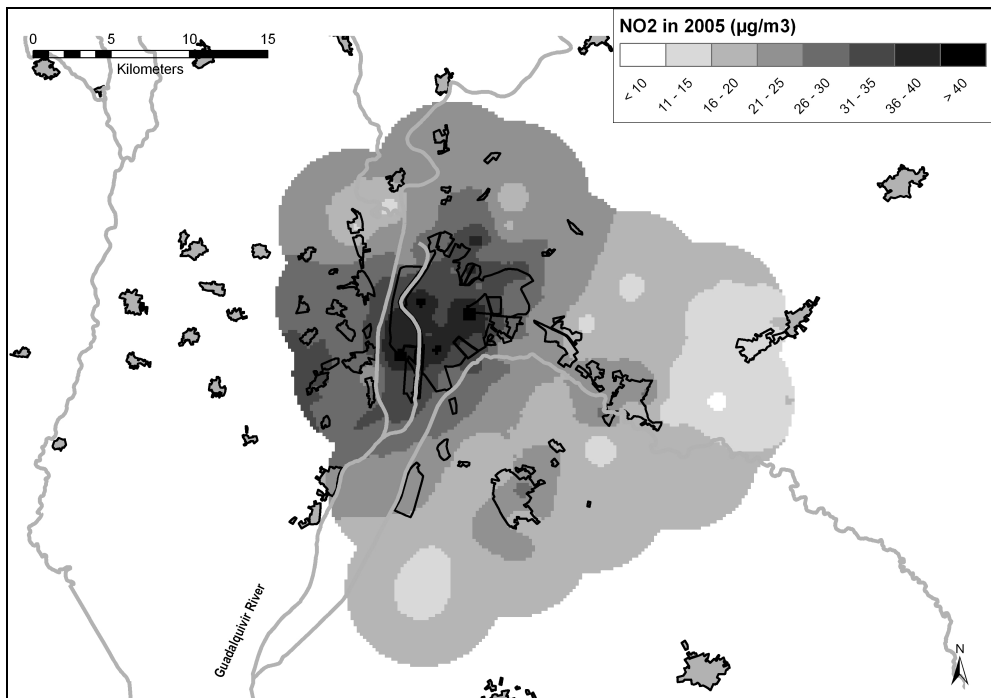 NO2 in 2005 (µg/m3)
< 10
11 - 15
16 - 20
21 - 25
26 - 30
31 - 35
36 - 40
> 40
0 5 10 15
Kilometers
Guadalquivir River
N